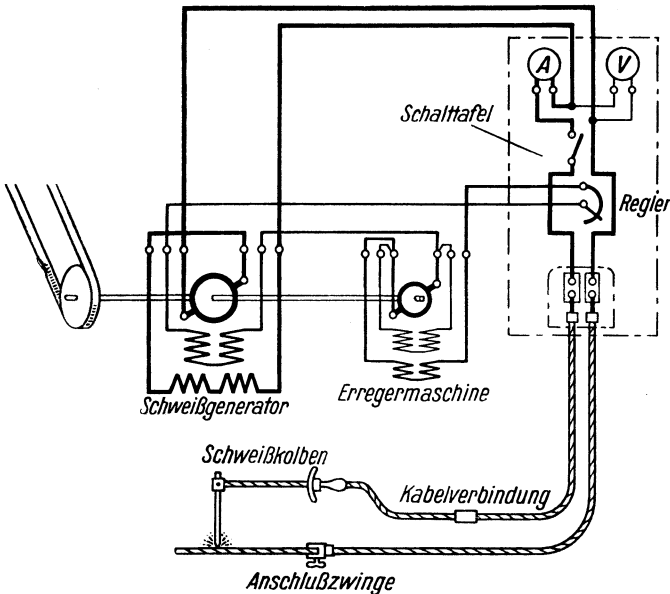 A
V
Schalttafel
Regler
Schweißgenerator
Erregermaschine
Schweißkolben
Kabelverbindung
Anschlußzwinge